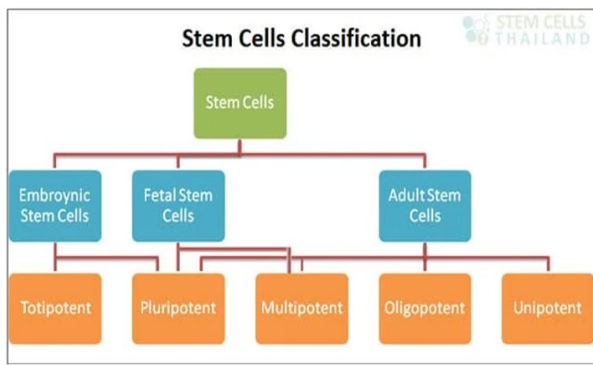 Stem Cells Classification
STEM CELLS
THAILAND
Stem Cells
Embroynic
Stem Cells
Fetal Stem
Cells
Adult Stem
Cells
Totipotent
Pluripotent
Multipotent
Oligopotent
Unipotent